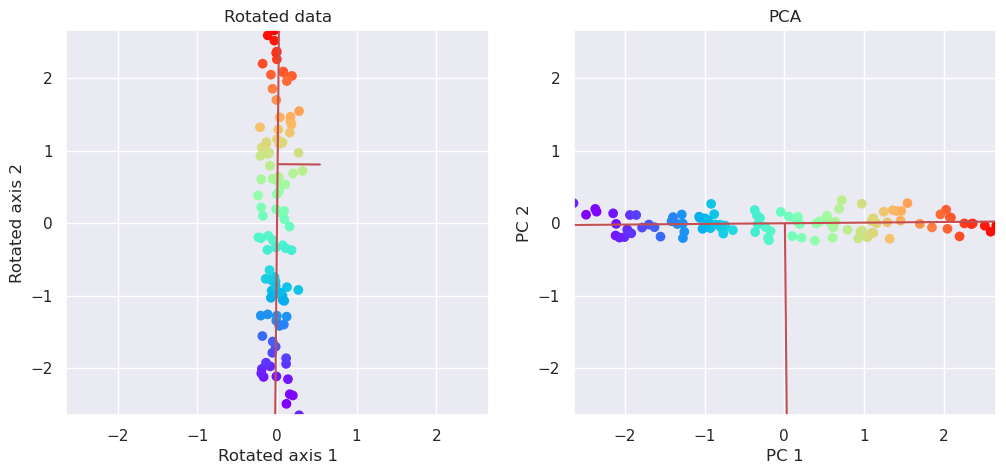 Rotated data
2
1
0
−1
−2
Rotated axis 2
−2 −1 0 1 2
Rotated axis 1
PCA
2
1
0
−1
−2
PC 2
−2 −1 0 1 2
PC 1